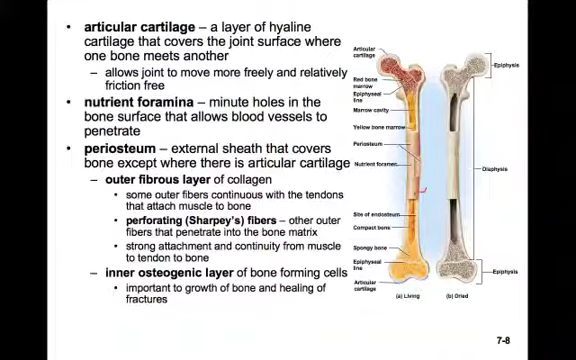 • articular cartilage – a layer of hyaline
cartilage that covers the joint surface where
one bone meets another
– allows joint to move more freely and relatively
friction free
• nutrient foramina – minute holes in the
bone surface that allows blood vessels to
penetrate
• periosteum – external sheath that covers
bone except where there is articular cartilage
– outer fibrous layer of collagen
• some outer fibers continuous with the tendons
that attach muscle to bone
• perforating (Sharpey's) fibers – other outer
fibers that penetrate into the bone matrix
• strong attachment and continuity from muscle
to tendon to bone
– inner osteogenic layer of bone forming cells
• important to growth of bone and healing of
fractures
Articular
cartilage
Epiphysis
Red bone
marrow
Epiphyseal
line
Marrow cavity
Yellow bone marrow
Periosteum
Nutrient foramen
Diaphysis
Site of endosteum
Compact bone
Spongy bone
Epiphyseal
line
Epiphysis
Articular
cartilage
(a) Living
(b) Dried
7-8